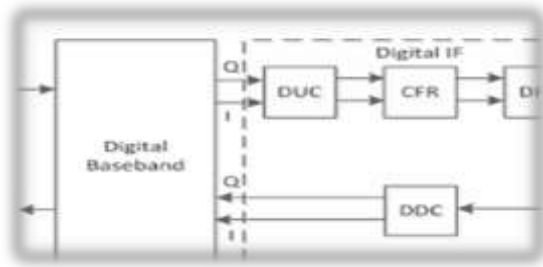 Digital IF
Q
DUC
CFR
I
Digital
Baseband
Q
DDC
I